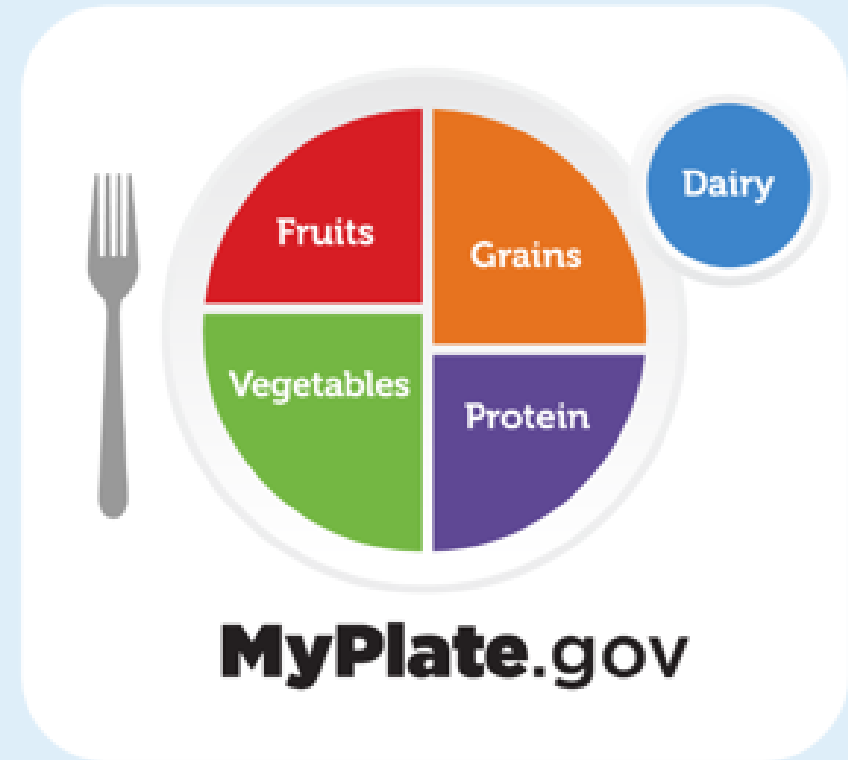 Fruits
Grains
Dairy
Vegetables
Protein
MyPlate.gov